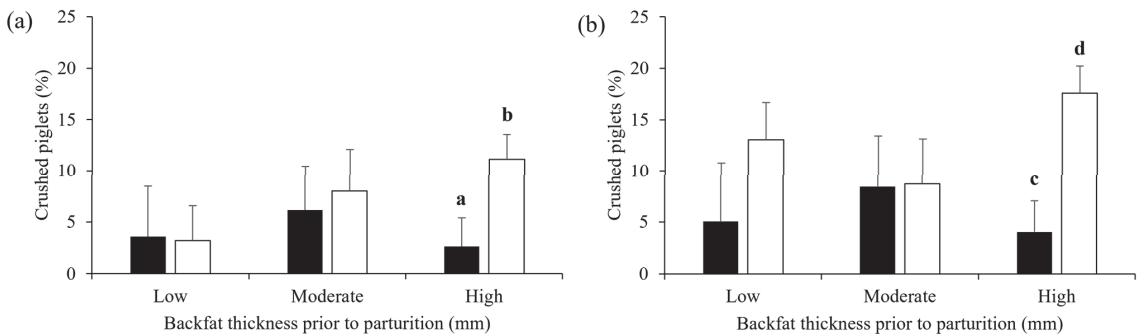 (a)
Crushed piglets (%)
25
20
15
10
5
0
a
b
Low
Moderate
High
Backfat thickness prior to parturition (mm)
(b)
Crushed piglets (%)
25
20
15
10
5
0
c
d
Low
Moderate
High
Backfat thickness prior to parturition (mm)